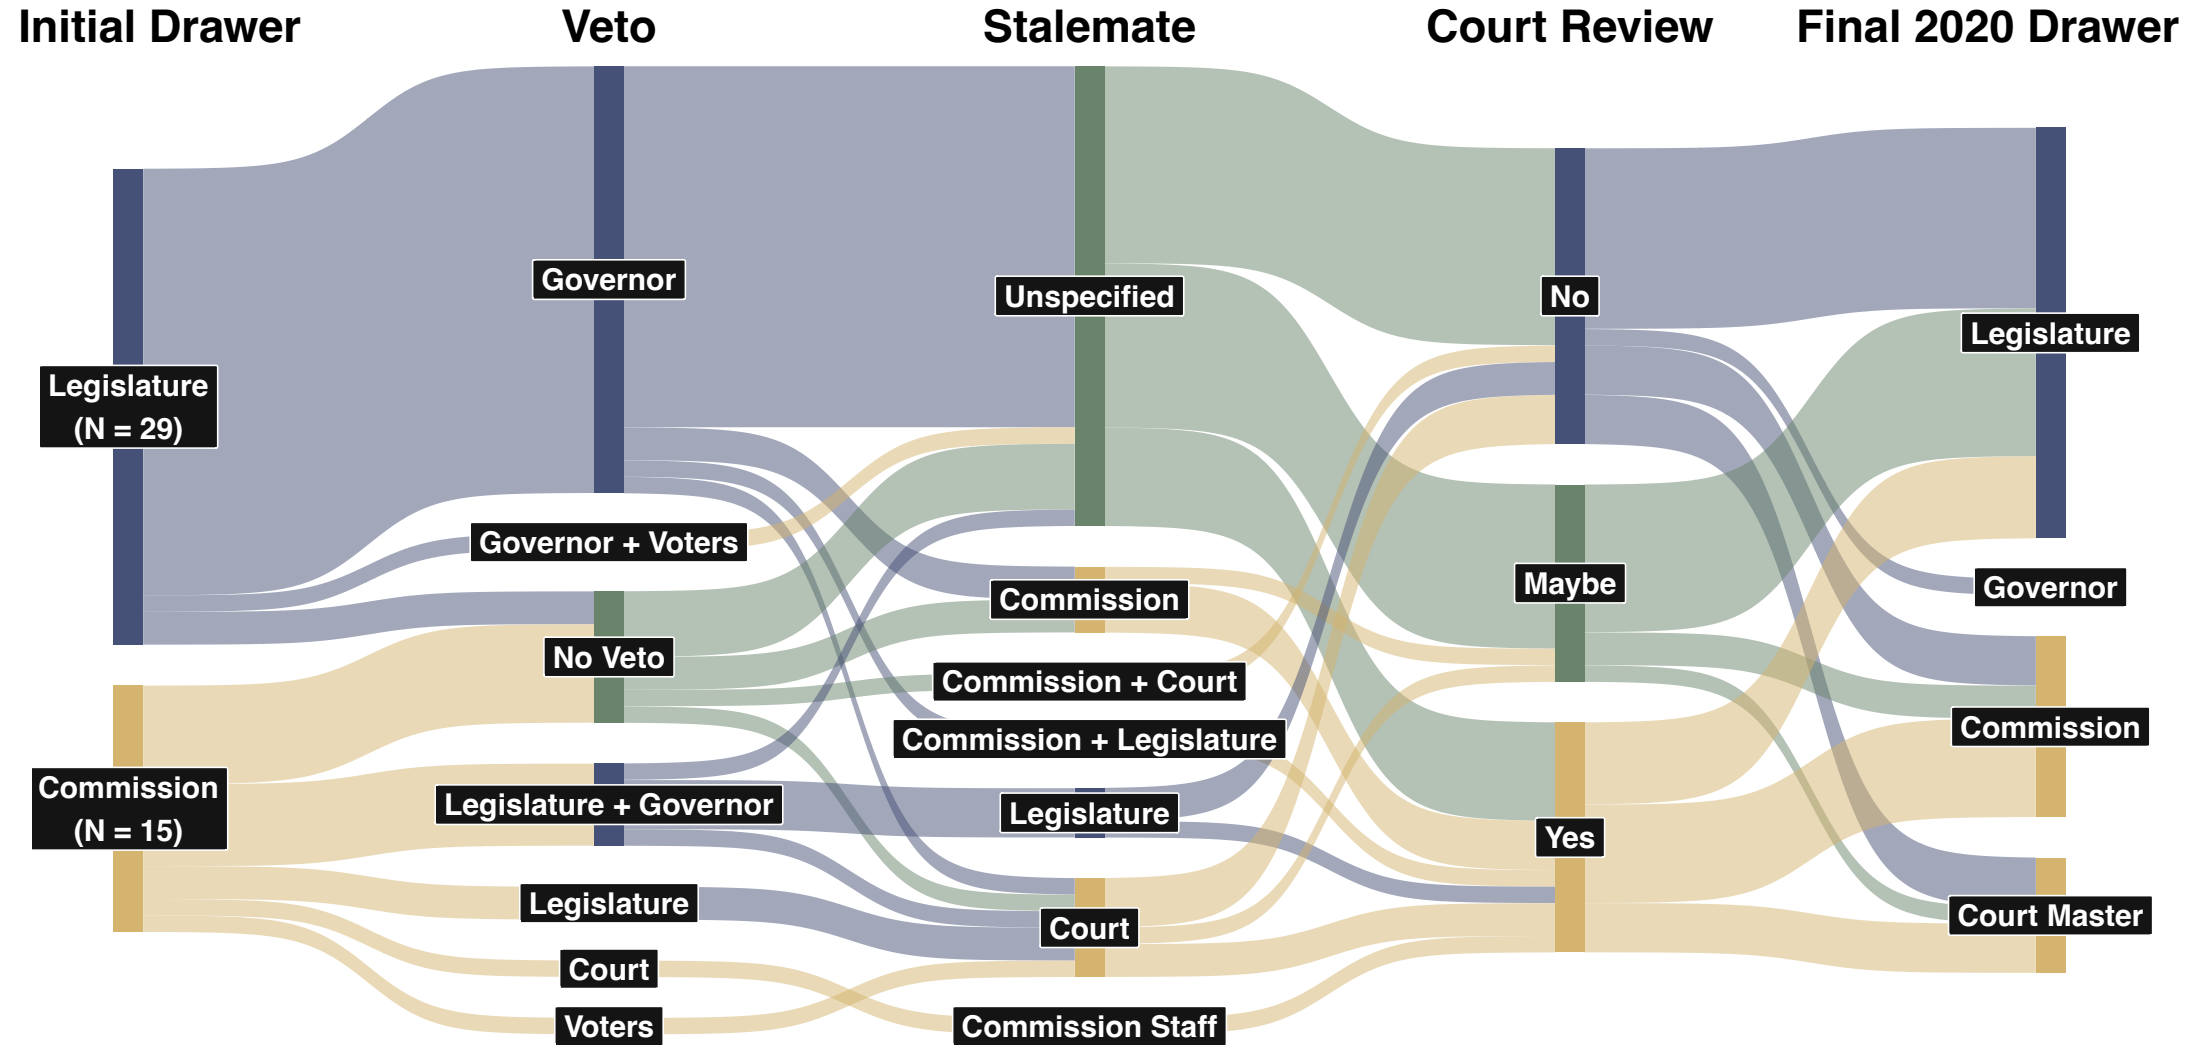 Initial Drawer
Veto
Stalemate
Court Review
Final 2020 Drawer
Legislature
(N = 29)
Commission
(N = 15)
Governor
Governor + Voters
No Veto
Legislature + Governor
Legislature
Court
Voters
Unspecified
Commission
Commission + Court
Commission + Legislature
Legislature
Court
Commission Staff
No
Maybe
Yes
Legislature
Governor
Commission
Court Master